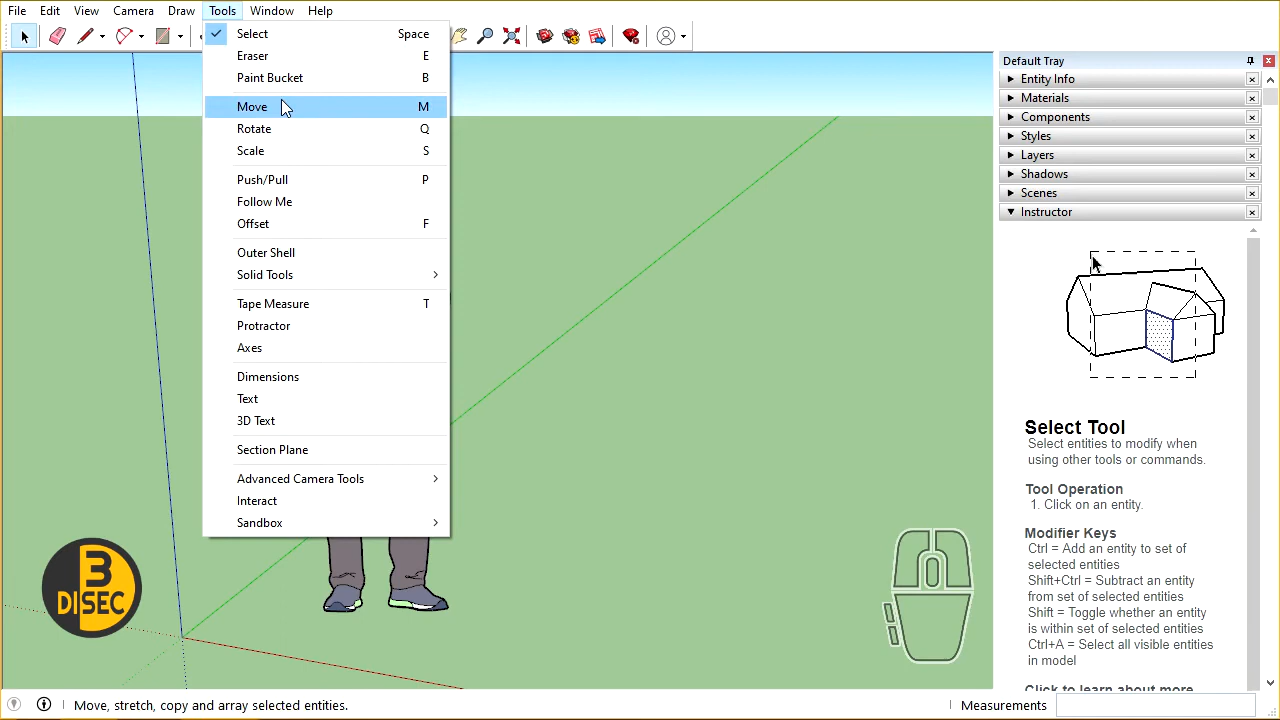 File Edit View Camera Draw Tools Window Help
Select Space
Eraser E
Paint Bucket B
Move M
Rotate Q
Scale S
Push/Pull P
Follow Me
Offset F
Outer Shell
Solid Tools
Tape Measure T
Protractor
Axes
Dimensions
Text
3D Text
Section Plane
Advanced Camera Tools
Interact
Sandbox
Default Tray
Entity Info
Materials
Components
Styles
Layers
Shadows
Scenes
Instructor
Select Tool
Select entities to modify when
using other tools or commands.
Tool Operation
1. Click on an entity.
Modifier Keys
Ctrl = Add an entity to set of
selected entities
Shift+Ctrl = Subtract an entity
from set of selected entities
Shift = Toggle whether an entity
is within set of selected entities
Ctrl+A = Select all visible entities
in model
Click to learn about more
3
DISEC
Move, stretch, copy and array selected entities.
Measurements